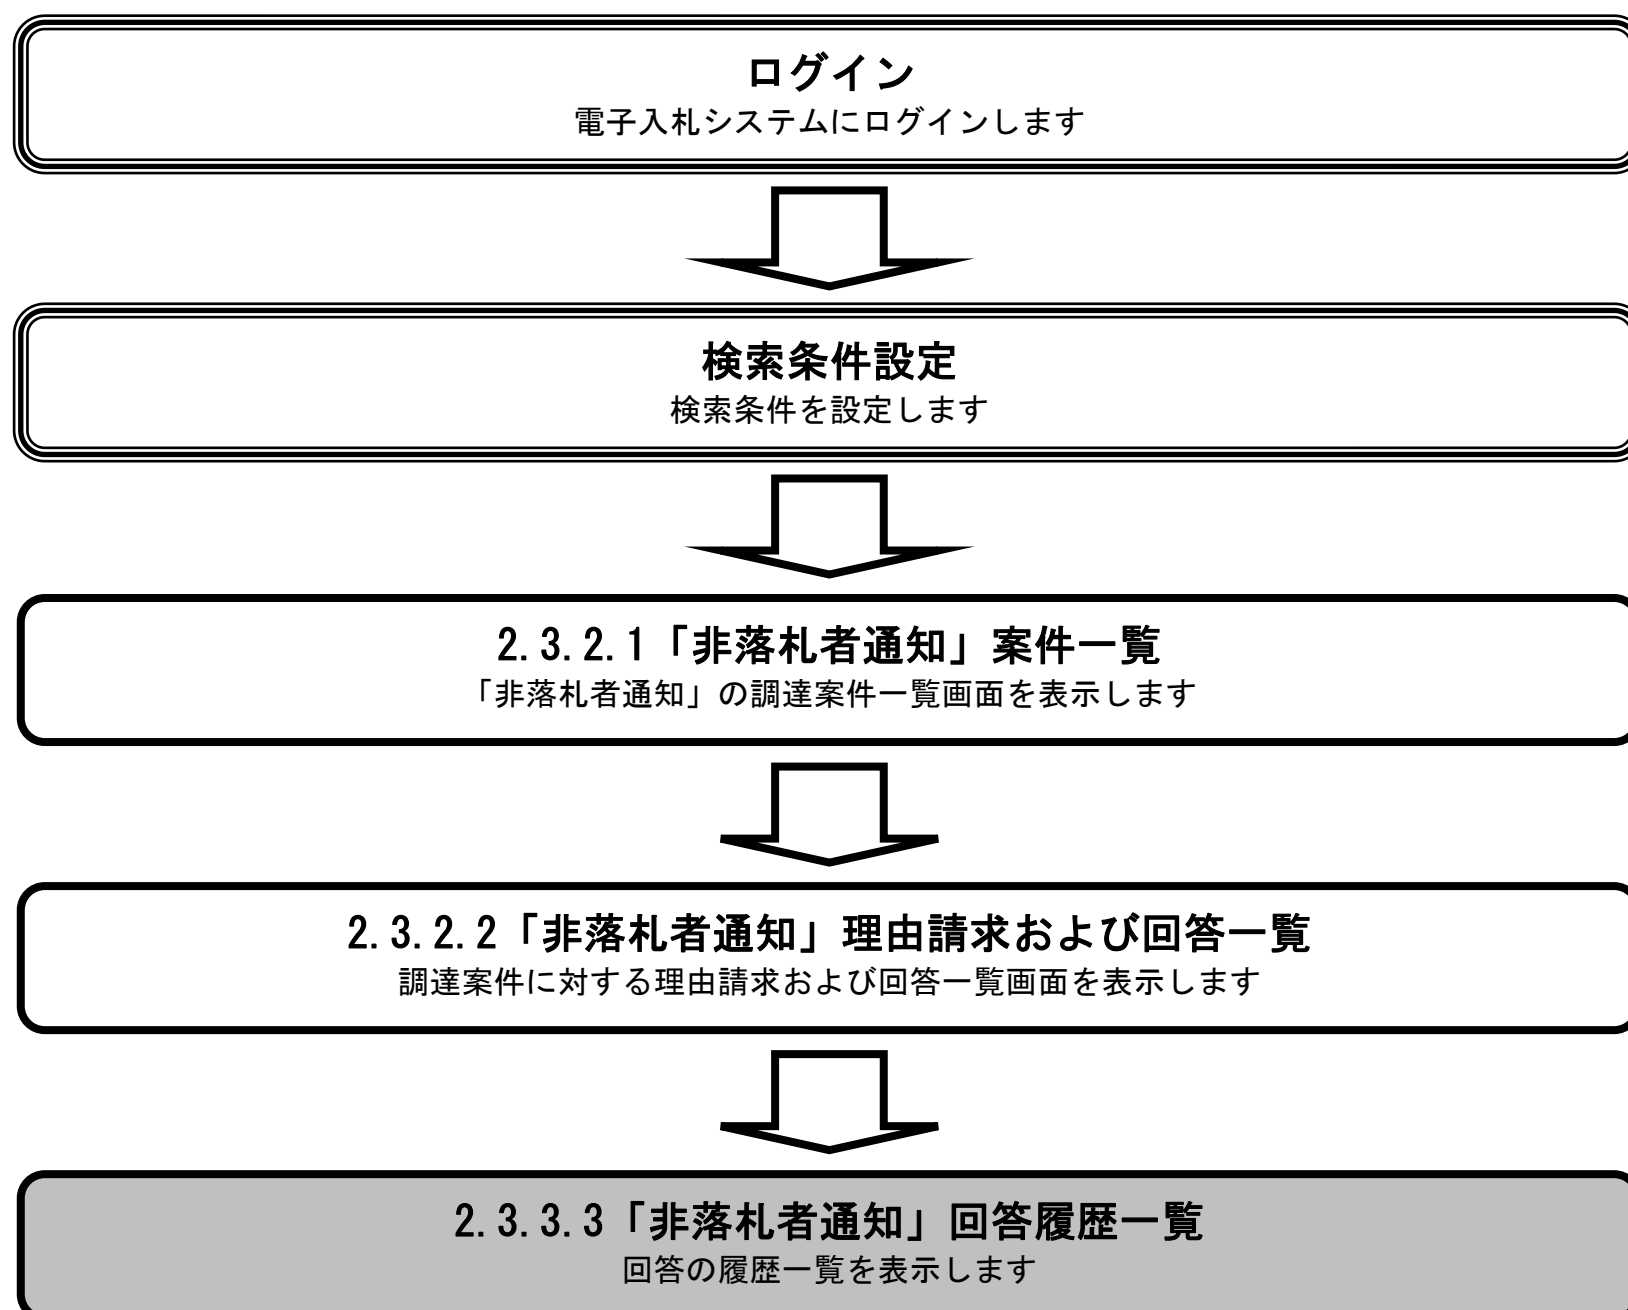 ログイン
電子入札システムにログインします
検索条件設定
検索条件を設定します
2.3.2.1「非落札者通知」案件一覧
「非落札者通知」の調達案件一覧画面を表示します
2.3.2.2「非落札者通知」理由請求および回答一覧
調達案件に対する理由請求および回答一覧画面を表示します
2.3.3.3「非落札者通知」回答履歴一覧
回答の履歴一覧を表示します